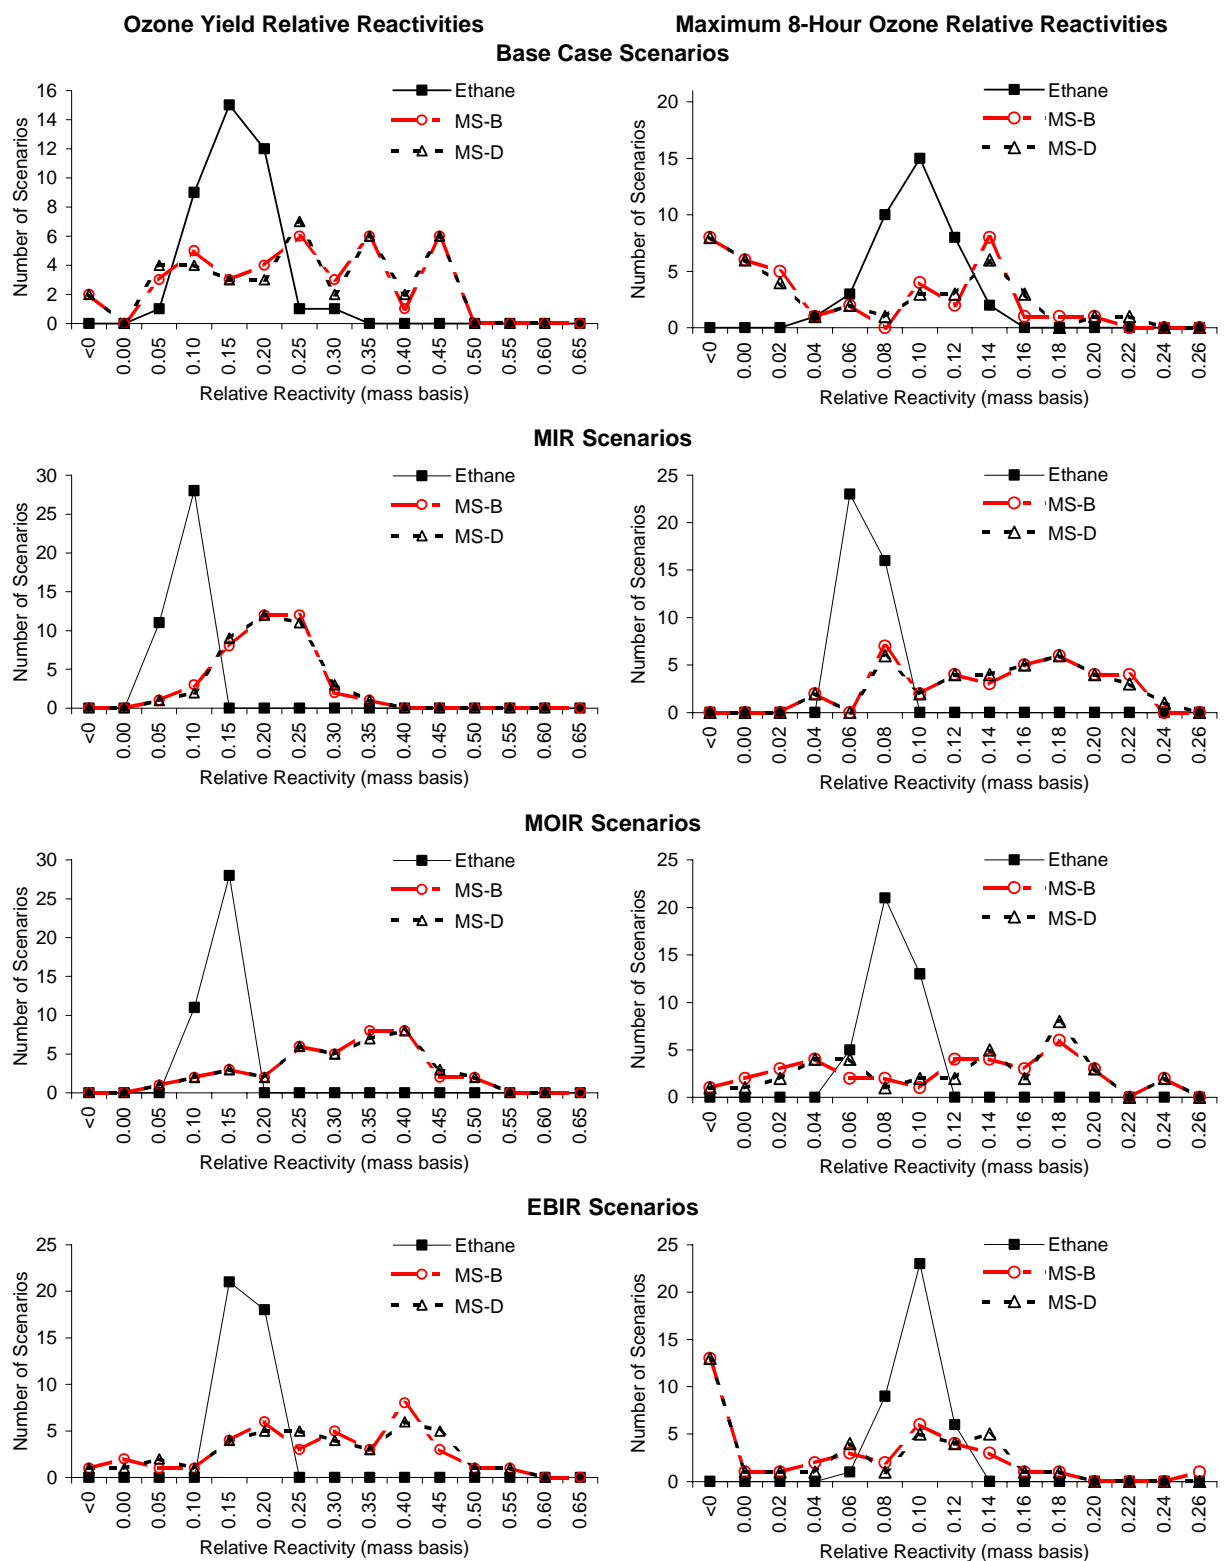 Ozone Yield Relative Reactivities
Maximum 8-Hour Ozone Relative Reactivities
Base Case Scenarios
Number of Scenarios
16
14
12
10
8
6
4
2
0
Ethane
MS-B
MS-D
<0 0.00 0.05 0.10 0.15 0.20 0.25 0.30 0.35 0.40 0.45 0.50 0.55 0.60 0.65
Relative Reactivity (mass basis)
Number of Scenarios
20
15
10
5
0
Ethane
MS-B
MS-D
<0 0.00 0.02 0.04 0.06 0.08 0.10 0.12 0.14 0.16 0.18 0.20 0.22 0.24 0.26
Relative Reactivity (mass basis)
MIR Scenarios
Number of Scenarios
30
25
20
15
10
5
0
Ethane
MS-B
MS-D
<0 0.00 0.05 0.10 0.15 0.20 0.25 0.30 0.35 0.40 0.45 0.50 0.55 0.60 0.65
Relative Reactivity (mass basis)
Number of Scenarios
25
20
15
10
5
0
Ethane
MS-B
MS-D
<0 0.00 0.02 0.04 0.06 0.08 0.10 0.12 0.14 0.16 0.18 0.20 0.22 0.24 0.26
Relative Reactivity (mass basis)
MOIR Scenarios
Number of Scenarios
30
25
20
15
10
5
0
Ethane
MS-B
MS-D
<0 0.00 0.05 0.10 0.15 0.20 0.25 0.30 0.35 0.40 0.45 0.50 0.55 0.60 0.65
Relative Reactivity (mass basis)
Number of Scenarios
25
20
15
10
5
0
Ethane
MS-B
MS-D
<0 0.00 0.02 0.04 0.06 0.08 0.10 0.12 0.14 0.16 0.18 0.20 0.22 0.24 0.26
Relative Reactivity (mass basis)
EBIR Scenarios
Number of Scenarios
25
20
15
10
5
0
Ethane
MS-B
MS-D
<0 0.00 0.05 0.10 0.15 0.20 0.25 0.30 0.35 0.40 0.45 0.50 0.55 0.60 0.65
Relative Reactivity (mass basis)
Number of Scenarios
25
20
15
10
5
0
Ethane
MS-B
MS-D
<0 0.00 0.02 0.04 0.06 0.08 0.10 0.12 0.14 0.16 0.18 0.20 0.22 0.24 0.26
Relative Reactivity (mass basis)